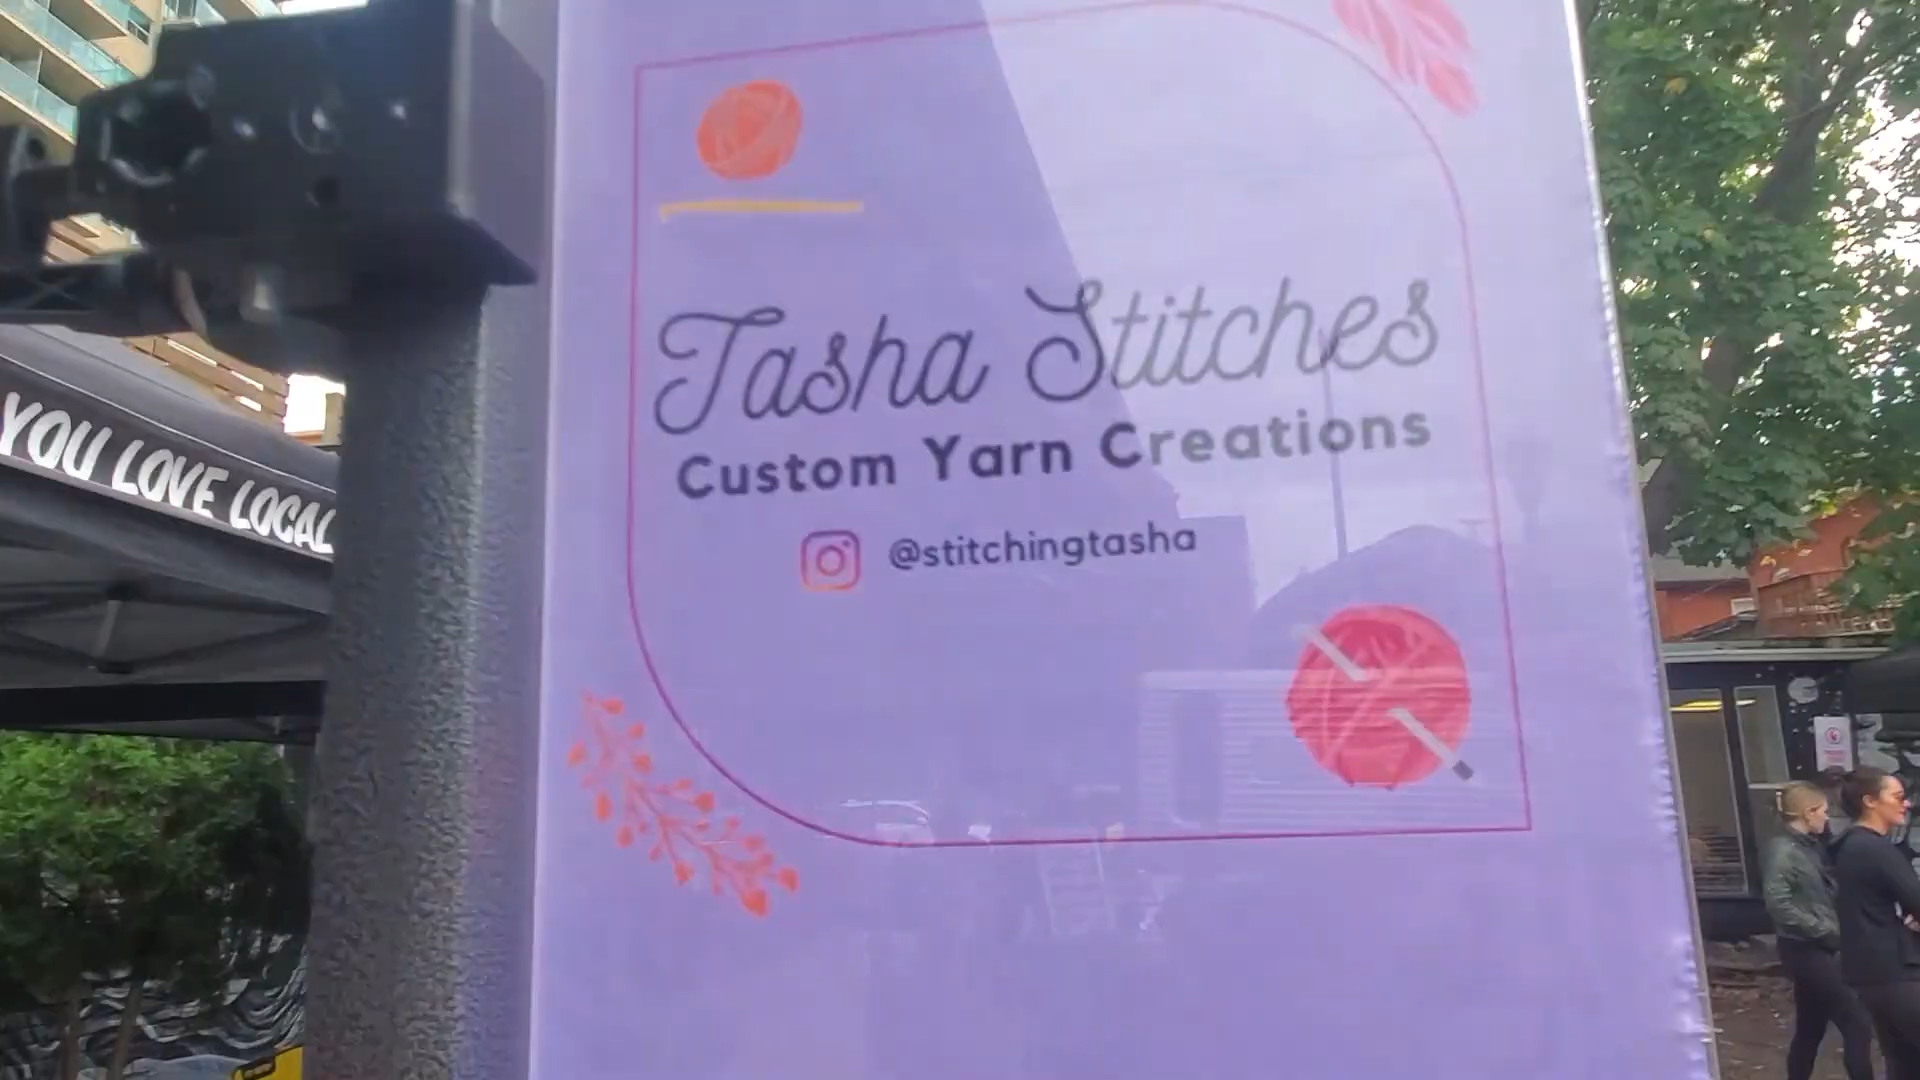 Tasha Stitches
Custom Yarn Creations
@stitchingtasha
YOU LOVE LOCAL